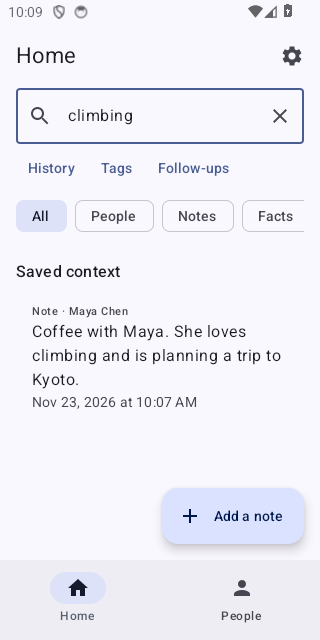 10:09
Home
climbing
History Tags Follow-ups
All People Notes Facts
Saved context
Note · Maya Chen
Coffee with Maya. She loves
climbing and is planning a trip to
Kyoto.
Nov 23, 2026 at 10:07 AM
Add a note
Home People